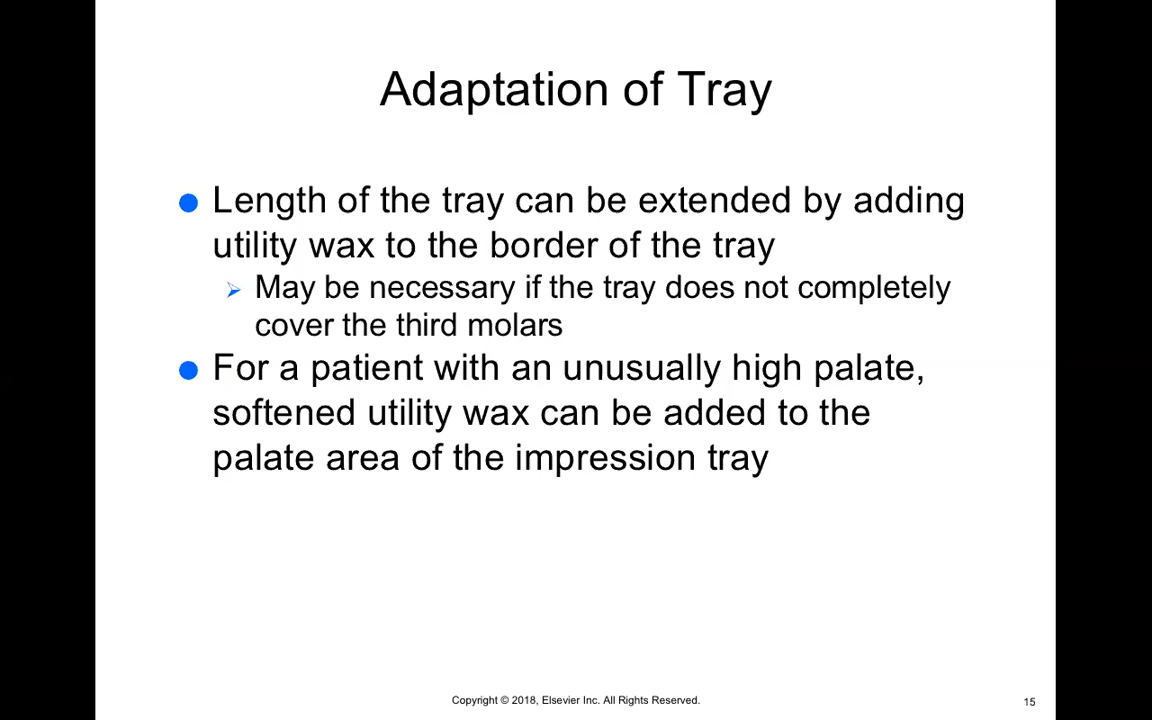 Adaptation of Tray
Length of the tray can be extended by adding
utility wax to the border of the tray
May be necessary if the tray does not completely
cover the third molars
For a patient with an unusually high palate,
softened utility wax can be added to the
palate area of the impression tray
Copyright © 2018, Elsevier Inc. All Rights Reserved.
15